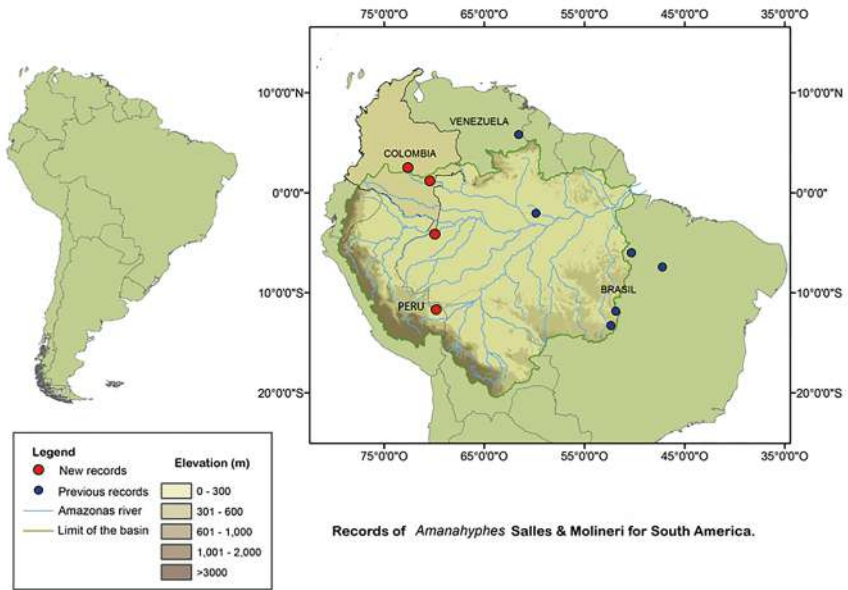 75°0'0"O 65°0'0"O 55°0'0"O 45°0'0"O 35°0'0"O
10°0'0"N 10°0'0"N
VENEZUELA
COLOMBIA
0°0'0" 0°0'0"
10°0'0"S 10°0'0"S
BRASIL
PERU
20°0'0"S 20°0'0"S
75°0'0"O 65°0'0"O 55°0'0"O 45°0'0"O 35°0'0"O
Legend
New records
Previous records
Amazonas river
Limit of the basin
Elevation (m)
0 - 300
301 - 600
601 - 1,000
1,001 - 2,000
>3000
Records of Amanahyphes Salles & Molineri for South America.